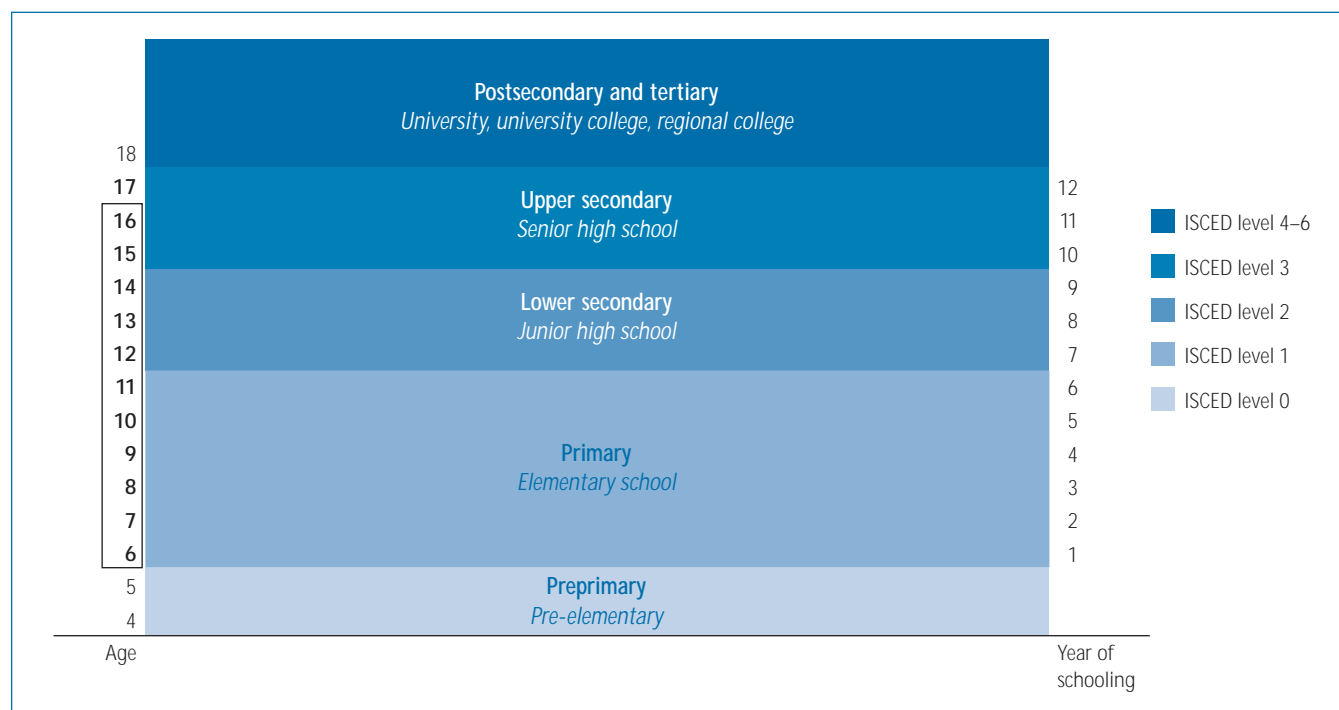 Postsecondary and tertiary
University, university college, regional college
18
17
12
Upper secondary
Senior high school
16
11
15
10
14
9
Lower secondary
Junior high school
13
8
12
7
11
6
10
5
9
4
Primary
Elementary school
8
3
7
2
6
1
5
Preprimary
Pre-elementary
4
Age
Year of
schooling
ISCED level 4–6
ISCED level 3
ISCED level 2
ISCED level 1
ISCED level 0